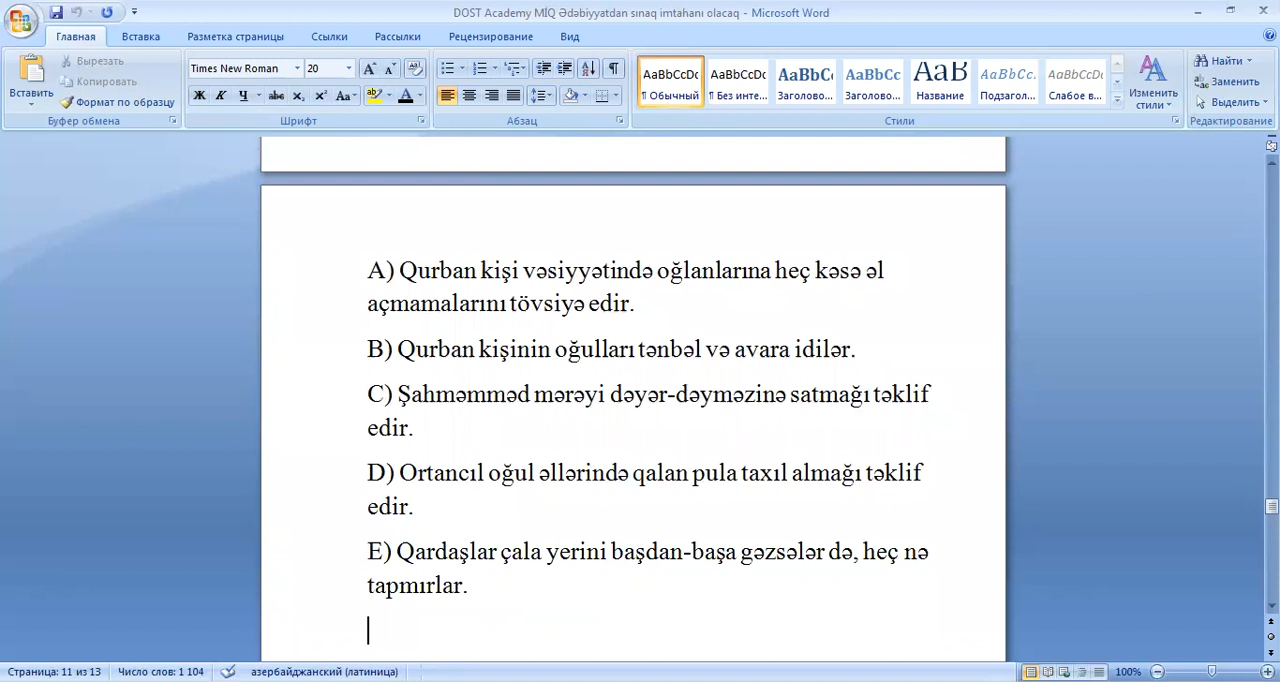 DOST Academy MİQ Ədəbiyyatdan sınaq imtahanı olacaq - Microsoft Word
Главная Вставка Разметка страницы Ссылки Рассылки Рецензирование Вид
Вставить
Вырезать
Копировать
Формат по образцу
Буфер обмена
Times New Roman 20
Ж К Ч abc x₂ x² Aa
Шрифт
Абзац
AaBbCcDc AaBbCcDc AaBbC AaBbCc АаВ AaBbCc. AaBbCcDc
¶ Обычный ¶ Без инте... Заголово... Заголово... Название Подзагол... Слабое в...
Стили
Изменить
стили
Найти
Заменить
Выделить
Редактирование
A) Qurban kişi vəsiyyətində oğlanlarına heç kəsə əl
açmamalarını tövsiyə edir.
B) Qurban kişinin oğulları tənbəl və avara idilər.
C) Şahməmməd mərəyi dəyər-dəyməzinə satmağı təklif
edir.
D) Ortancıl oğul əllərində qalan pula taxıl almağı təklif
edir.
E) Qardaşlar çala yerini başdan-başa gəzsələr də, heç nə
tapmırlar.
Страница: 11 из 13 Число слов: 1 104 азербайджанский (латиница) 100%